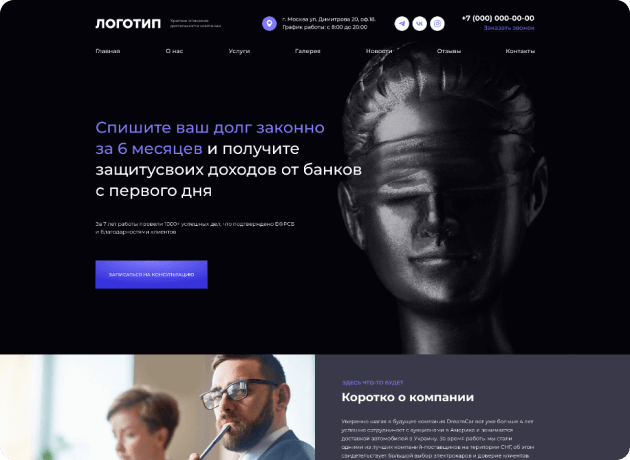 ЛОГОТИП
Краткое описание
деятельности компании
г. Москва ул. Димитрова 20, оф.18.
График работы: с 8:00 до 20:00
+7 (000) 000-00-00
Заказать звонок
Главная
О нас
Услуги
Галерея
Новости
Отзывы
Контакты
Спишите ваш долг законно
за 6 месяцев и получите
защитусвоих доходов от банков
с первого дня
За 7 лет работы провели 1000+ успешных дел, что подтверждено ЕФРСБ
и благодарностями клиентов
ЗАПИСАТЬСЯ НА КОНСУЛЬТАЦИЮ
ЗДЕСЬ ЧТО-ТО БУДЕТ
Коротко о компании
Уверенно шагая в будущее компания DreamsCar вот уже больше 4 лет
успешно сотрудничает с аукционами в Америке и занимается
доставкой автомобилей в Украину. За время работы мы стали
одними из лучших компаний-поставщиков на территории СНГ, об этом
свидетельствует большой выбор электрокаров и доверие клиентов.